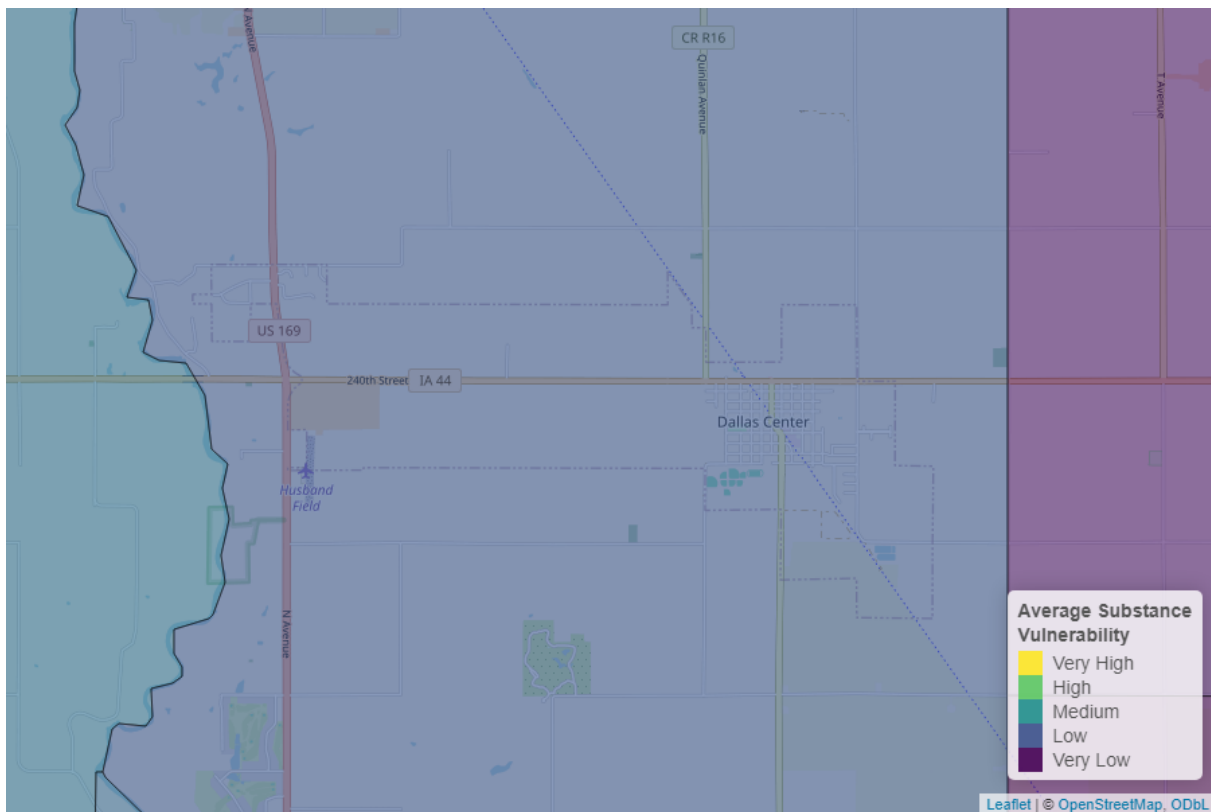 N Avenue
CR R16
Quinlan Avenue
T Avenue
US 169
240th Street
IA 44
Dallas Center
Husband
Field
N Avenue
Average Substance
Vulnerability
Very High
High
Medium
Low
Very Low
Leaflet | © OpenStreetMap, ODbL